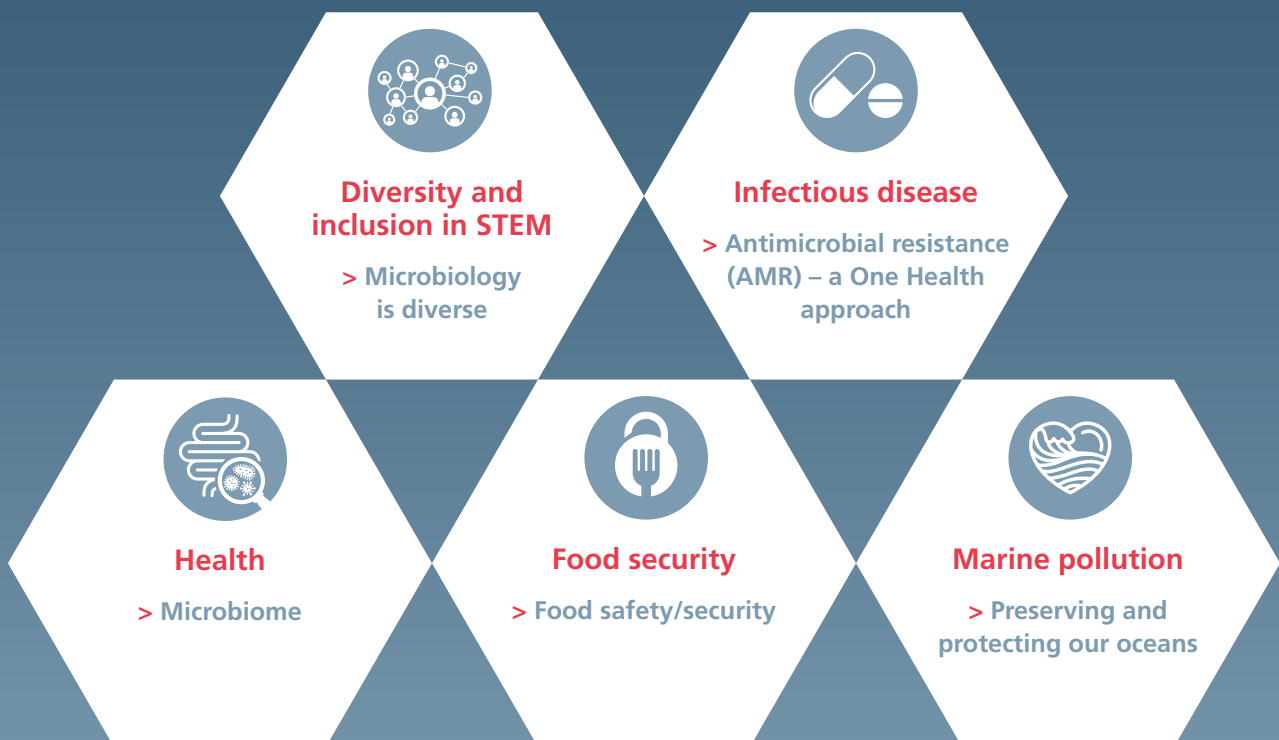 Diversity and
inclusion in STEM
> Microbiology
is diverse
Infectious disease
> Antimicrobial resistance
(AMR) – a One Health
approach
Health
> Microbiome
Food security
> Food safety/security
Marine pollution
> Preserving and
protecting our oceans